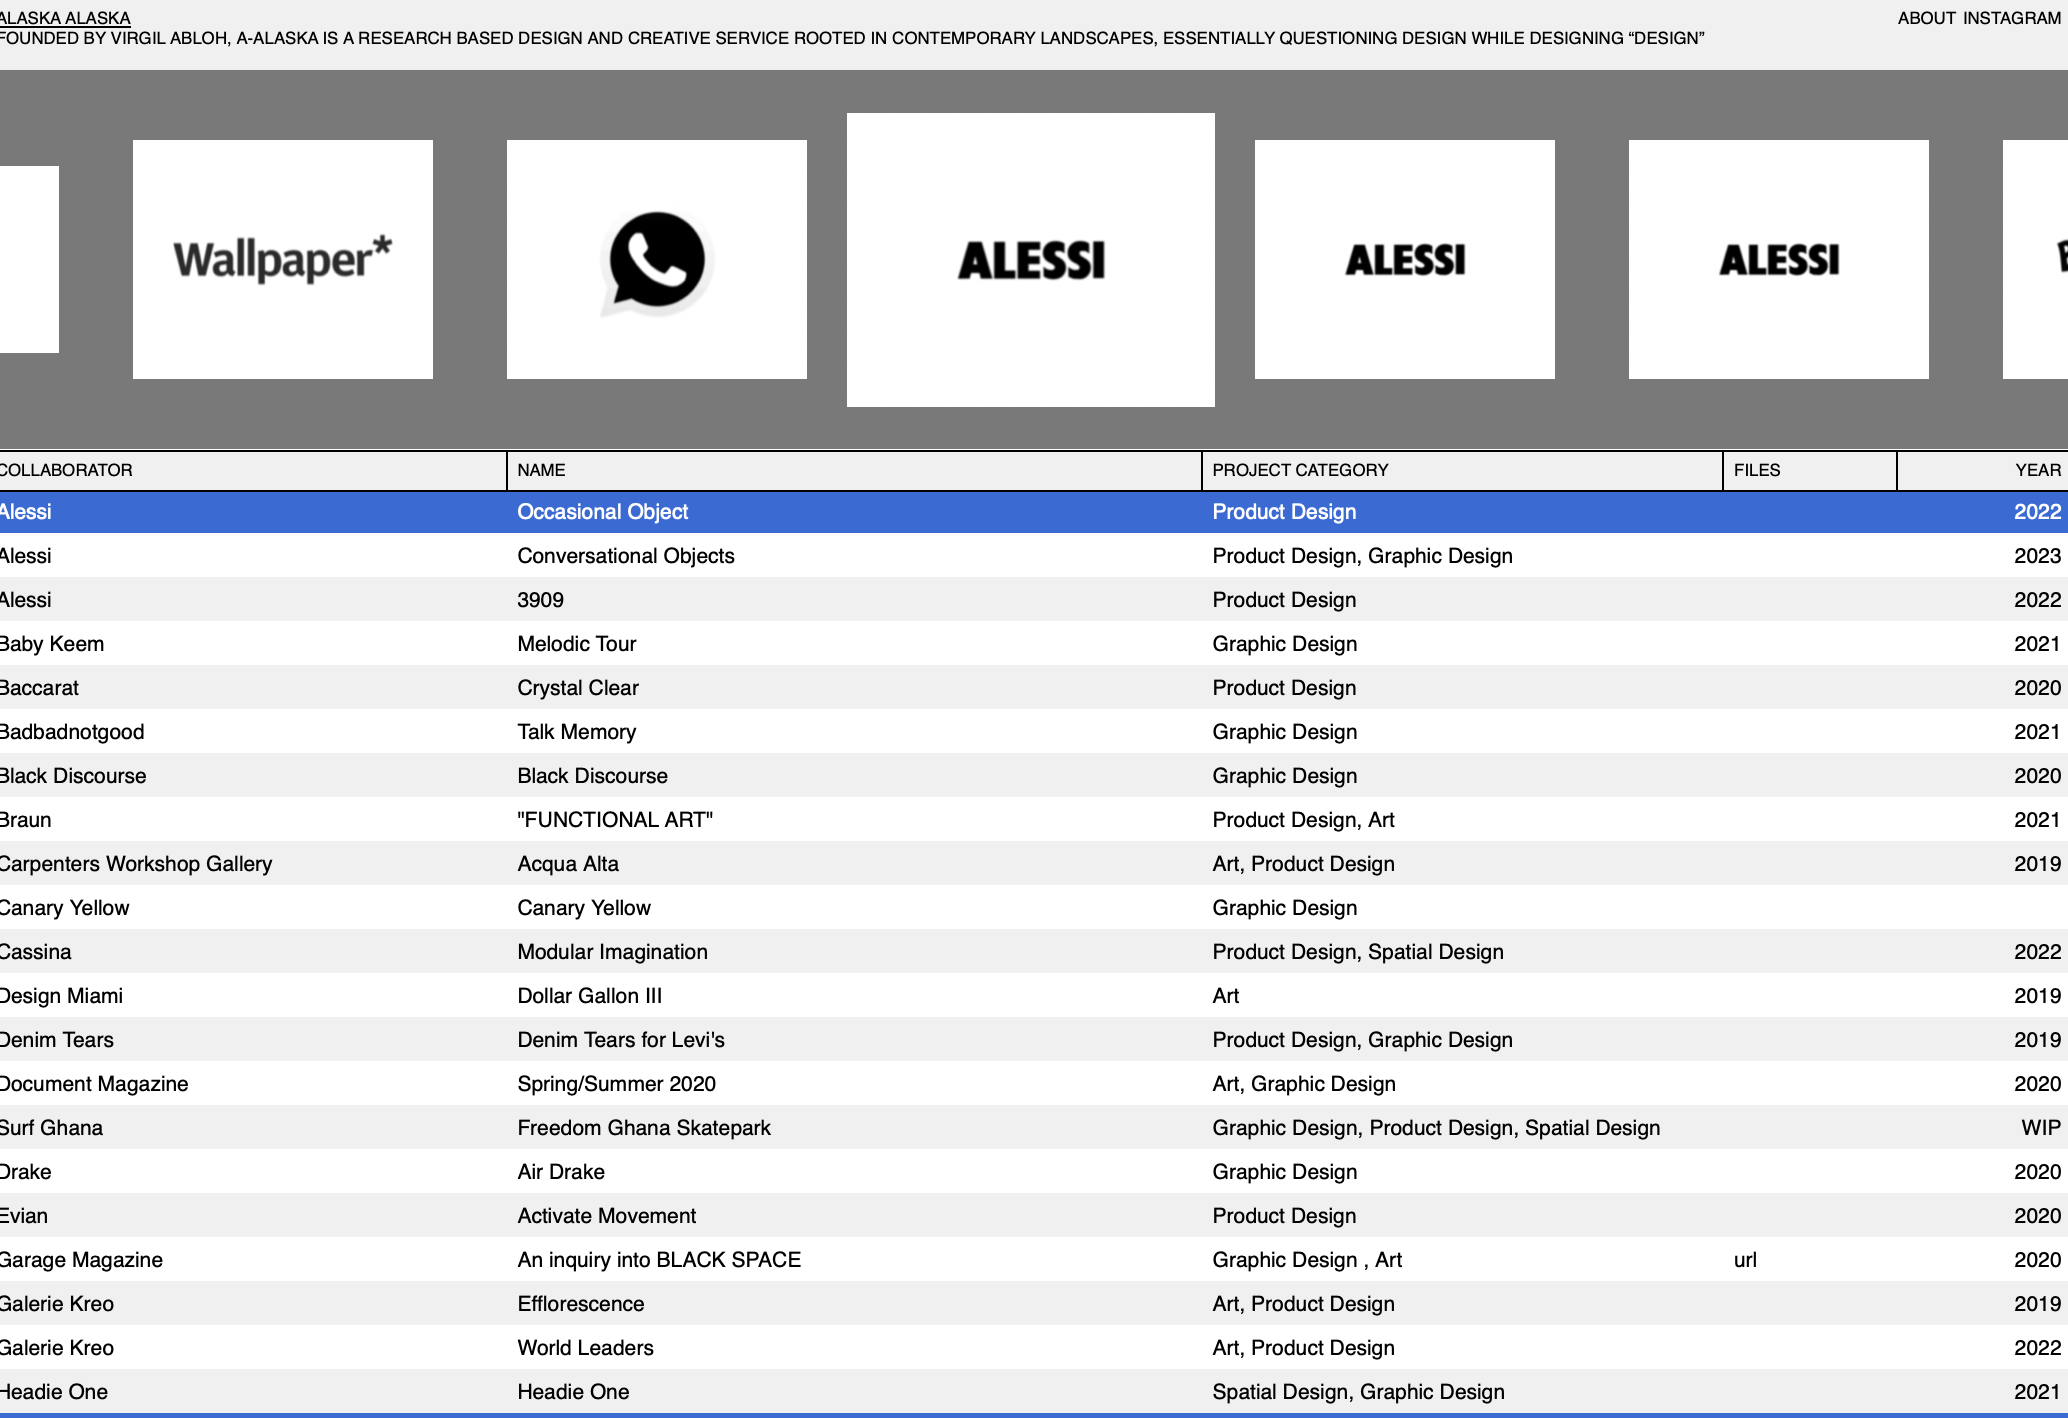 ALASKA ALASKA
ABOUT INSTAGRAM
FOUNDED BY VIRGIL ABLOH, A-ALASKA IS A RESEARCH BASED DESIGN AND CREATIVE SERVICE ROOTED IN CONTEMPORARY LANDSCAPES, ESSENTIALLY QUESTIONING DESIGN WHILE DESIGNING “DESIGN”
Wallpaper* ALESSI ALESSI ALESSI
COLLABORATOR NAME PROJECT CATEGORY FILES YEAR
Alessi Occasional Object Product Design 2022
Alessi Conversational Objects Product Design, Graphic Design 2023
Alessi 3909 Product Design 2022
Baby Keem Melodic Tour Graphic Design 2021
Baccarat Crystal Clear Product Design 2020
Badbadnotgood Talk Memory Graphic Design 2021
Black Discourse Black Discourse Graphic Design 2020
Braun "FUNCTIONAL ART" Product Design, Art 2021
Carpenters Workshop Gallery Acqua Alta Art, Product Design 2019
Canary Yellow Canary Yellow Graphic Design
Cassina Modular Imagination Product Design, Spatial Design 2022
Design Miami Dollar Gallon III Art 2019
Denim Tears Denim Tears for Levi's Product Design, Graphic Design 2019
Document Magazine Spring/Summer 2020 Art, Graphic Design 2020
Surf Ghana Freedom Ghana Skatepark Graphic Design, Product Design, Spatial Design WIP
Drake Air Drake Graphic Design 2020
Evian Activate Movement Product Design 2020
Garage Magazine An inquiry into BLACK SPACE Graphic Design , Art url 2020
Galerie Kreo Efflorescence Art, Product Design 2019
Galerie Kreo World Leaders Art, Product Design 2022
Headie One Headie One Spatial Design, Graphic Design 2021